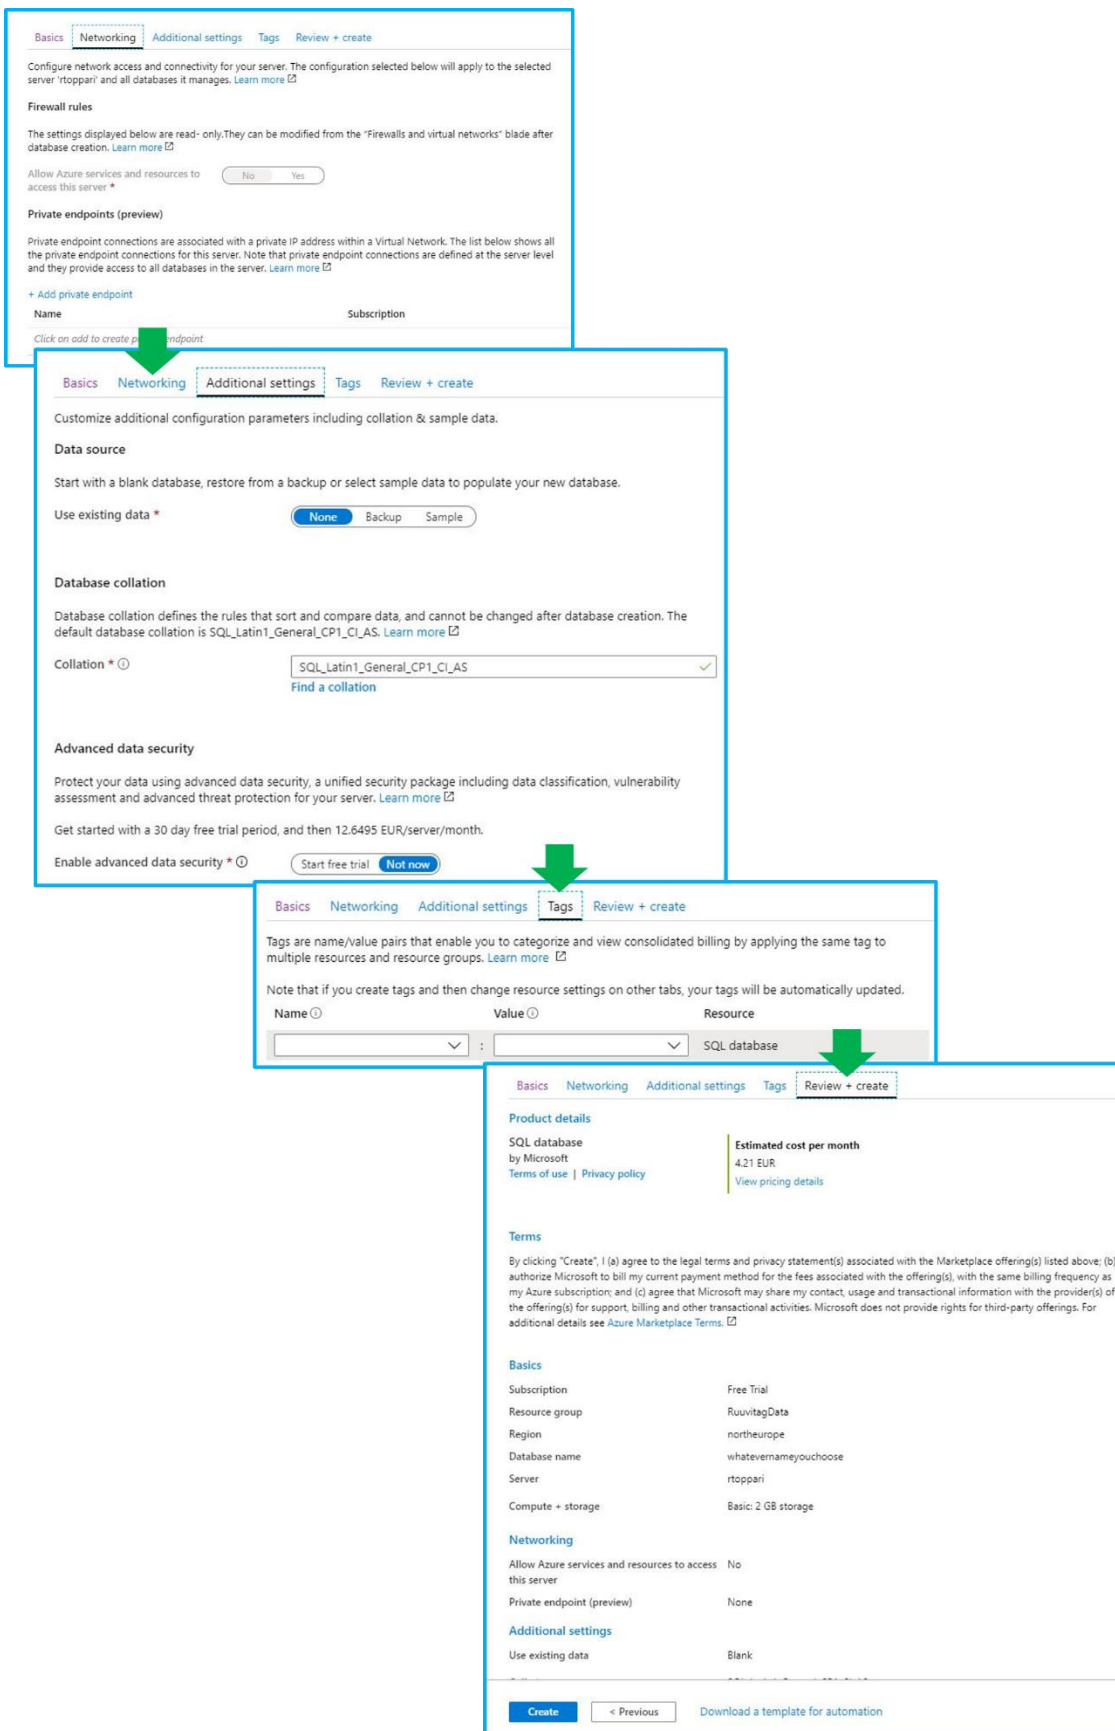 Basics Networking Additional settings Tags Review + create
Configure network access and connectivity for your server. The configuration selected below will apply to the selected
server 'rtoppari' and all databases it manages. Learn more
Firewall rules
The settings displayed below are read- only.They can be modified from the "Firewalls and virtual networks" blade after
database creation. Learn more
Allow Azure services and resources to
access this server *
No Yes
Private endpoints (preview)
Private endpoint connections are associated with a private IP address within a Virtual Network. The list below shows all
the private endpoint connections for this server. Note that private endpoint connections are defined at the server level
and they provide access to all databases in the server. Learn more
+ Add private endpoint
Name Subscription
Click on add to create endpoint
Basics Networking Additional settings Tags Review + create
Customize additional configuration parameters including collation & sample data.
Data source
Start with a blank database, restore from a backup or select sample data to populate your new database.
Use existing data * None Backup Sample
Database collation
Database collation defines the rules that sort and compare data, and cannot be changed after database creation. The
default database collation is SQL_Latin1_General_CP1_CI_AS. Learn more
Collation * SQL_Latin1_General_CP1_CI_AS
Find a collation
Advanced data security
Protect your data using advanced data security, a unified security package including data classification, vulnerability
assessment and advanced threat protection for your server. Learn more
Get started with a 30 day free trial period, and then 12.6495 EUR/server/month.
Enable advanced data security * Start free trial Not now
Basics Networking Additional settings Tags Review + create
Tags are name/value pairs that enable you to categorize and view consolidated billing by applying the same tag to
multiple resources and resource groups. Learn more
Note that if you create tags and then change resource settings on other tabs, your tags will be automatically updated.
Name Value Resource
: SQL database
Basics Networking Additional settings Tags Review + create
Product details
SQL database
by Microsoft
Terms of use | Privacy policy
Estimated cost per month
4.21 EUR
View pricing details
Terms
By clicking "Create", I (a) agree to the legal terms and privacy statement(s) associated with the Marketplace offering(s) listed above; (b)
authorize Microsoft to bill my current payment method for the fees associated with the offering(s), with the same billing frequency as
my Azure subscription; and (c) agree that Microsoft may share my contact, usage and transactional information with the provider(s) of
the offering(s) for support, billing and other transactional activities. Microsoft does not provide rights for third-party offerings. For
additional details see Azure Marketplace Terms.
Basics
Subscription Free Trial
Resource group RuuvitagData
Region northeurope
Database name whatevernameyouchoose
Server rtoppari
Compute + storage Basic: 2 GB storage
Networking
Allow Azure services and resources to access No
this server
Private endpoint (preview) None
Additional settings
Use existing data Blank
Create < Previous Download a template for automation